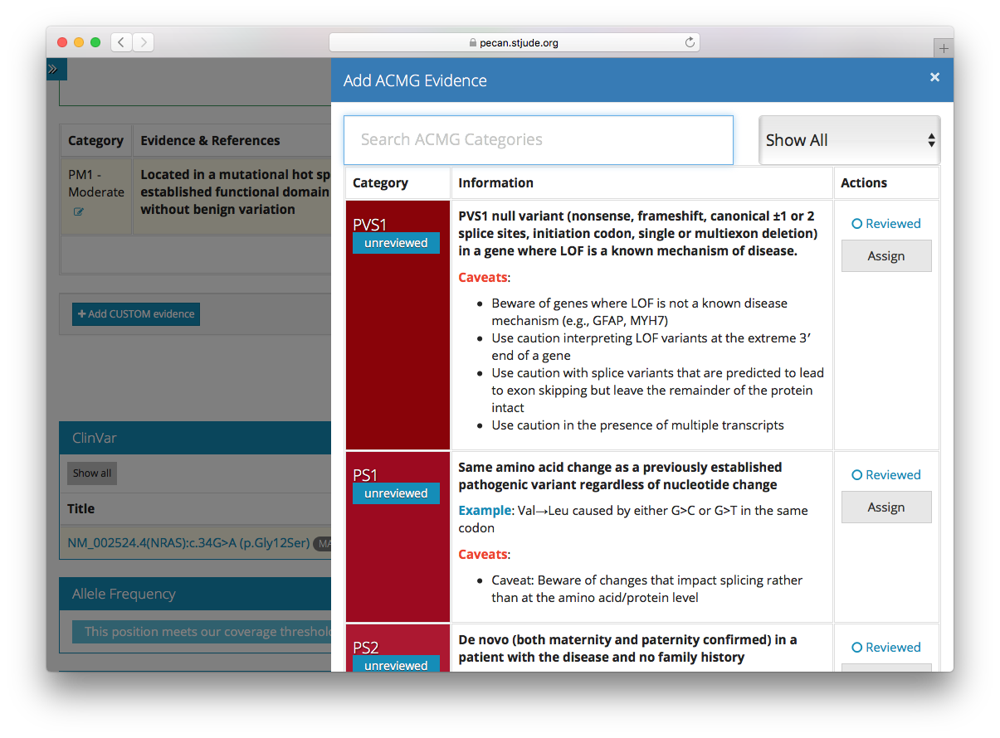 pecan.stjude.org
Add ACMG Evidence
Search ACMG Categories
Show All
Category
Information
Actions
PVS1
unreviewed
PVS1 null variant (nonsense, frameshift, canonical ±1 or 2
splice sites, initiation codon, single or multiexon deletion)
in a gene where LOF is a known mechanism of disease.
Caveats:
Beware of genes where LOF is not a known disease
mechanism (e.g., GFAP, MYH7)
Use caution interpreting LOF variants at the extreme 3′
end of a gene
Use caution with splice variants that are predicted to lead
to exon skipping but leave the remainder of the protein
intact
Use caution in the presence of multiple transcripts
Reviewed
Assign
PS1
unreviewed
Same amino acid change as a previously established
pathogenic variant regardless of nucleotide change
Example: Val→Leu caused by either G>C or G>T in the same
codon
Caveats:
Caveat: Beware of changes that impact splicing rather
than at the amino acid/protein level
Reviewed
Assign
PS2
unreviewed
De novo (both maternity and paternity confirmed) in a
patient with the disease and no family history
Reviewed
Category
Evidence & References
PM1 -
Moderate
Located in a mutational hot sp
established functional domain
without benign variation
+ Add CUSTOM evidence
ClinVar
Show all
Title
NM_002524.4(NRAS):c.34G>A (p.Gly12Ser)
Allele Frequency
This position meets our coverage threshold